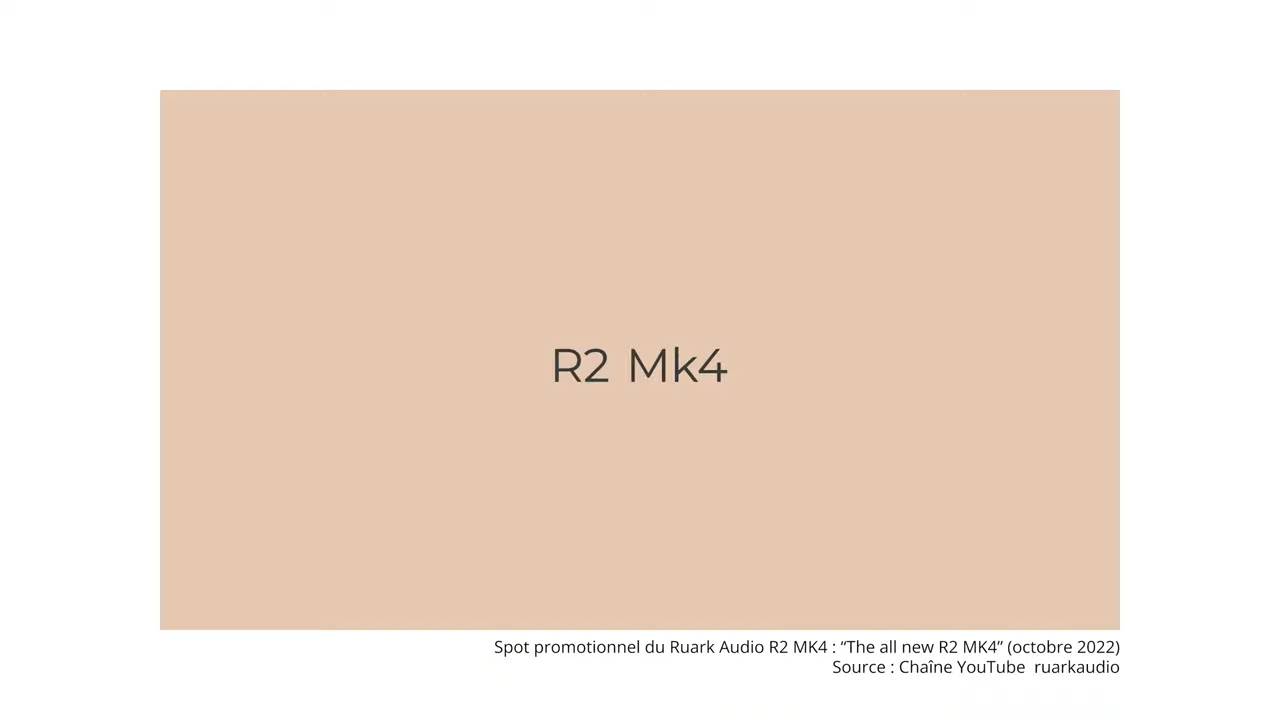 R2 Mk4
Spot promotionnel du Ruark Audio R2 MK4 : “The all new R2 MK4” (octobre 2022)
Source : Chaîne YouTube  ruarkaudio